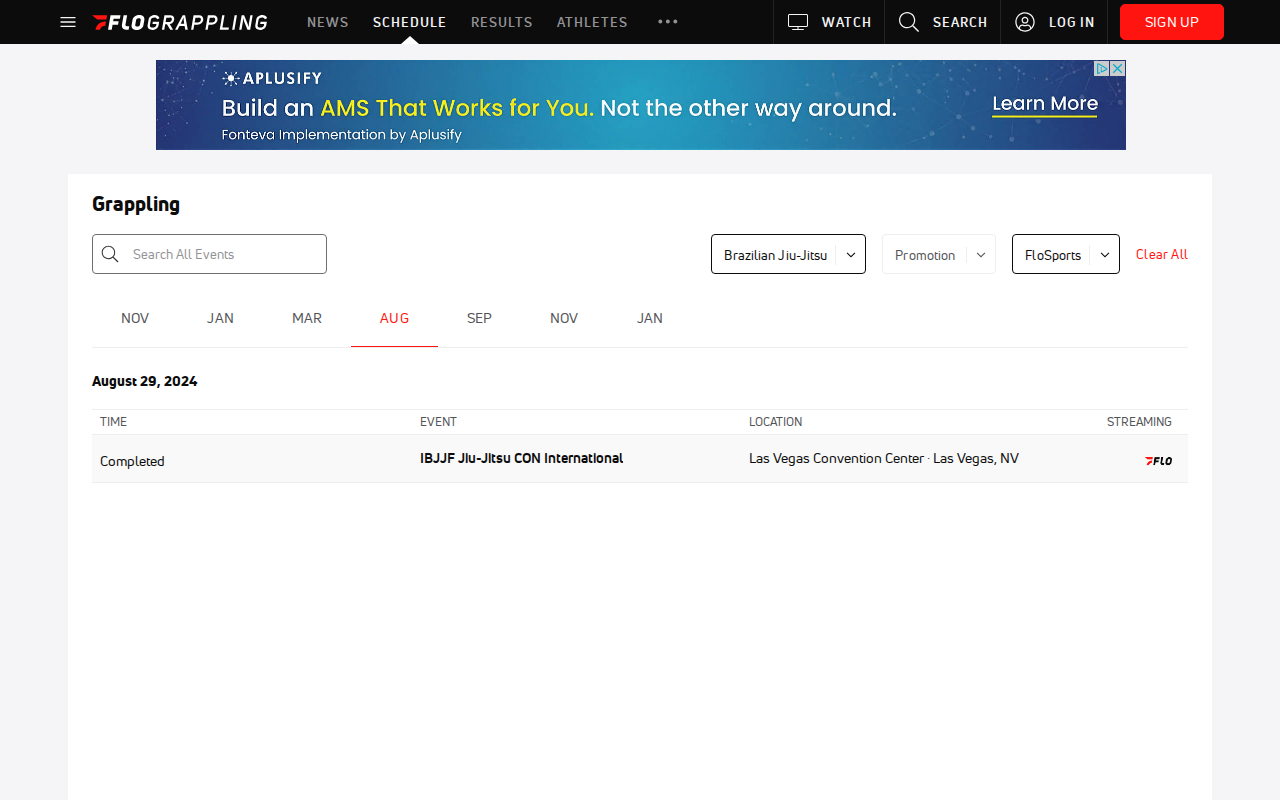 FLOGRAPPLING NEWS SCHEDULE RESULTS ATHLETES WATCH SEARCH LOG IN SIGN UP
APLUSIFY
Build an AMS That Works for You. Not the other way around. Learn More
Fonteva Implementation by Aplusify
Grappling
Search All Events Brazilian Jiu-Jitsu Promotion FloSports Clear All
NOV JAN MAR AUG SEP NOV JAN
August 29, 2024
TIME EVENT LOCATION STREAMING
Completed IBJJF Jiu-Jitsu CON International Las Vegas Convention Center · Las Vegas, NV FLO